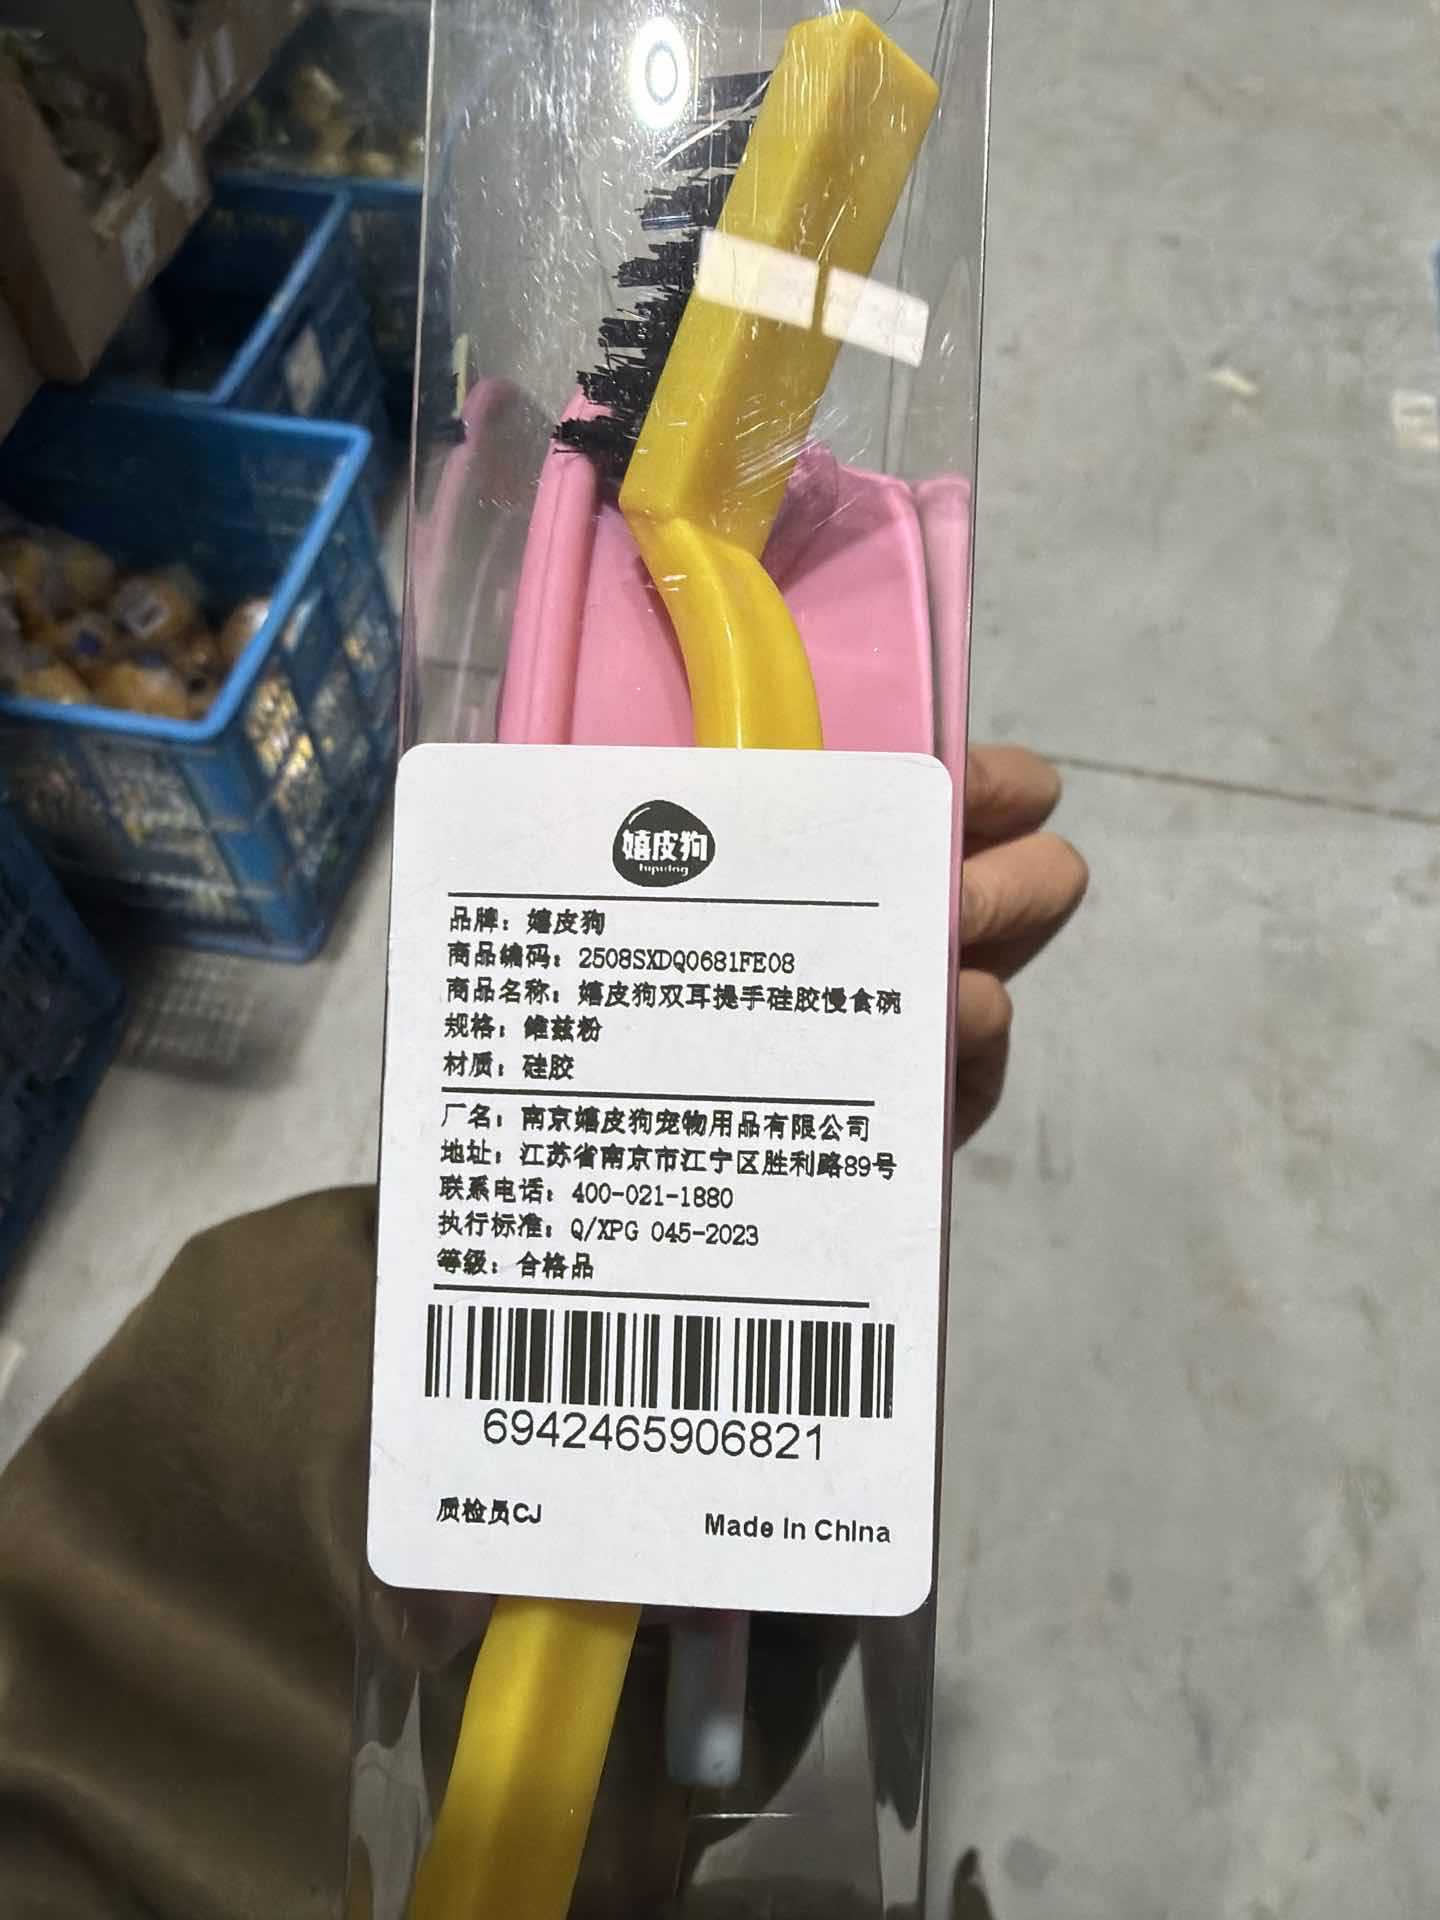 嬉皮狗
hipidog
品牌：嬉皮狗
商品编码：2508SXDQ0681FE08
商品名称：嬉皮狗双耳提手硅胶慢食碗
规格：维兹粉
材质：硅胶
厂名：南京嬉皮狗宠物用品有限公司
地址：江苏省南京市江宁区胜利路89号
联系电话：400-021-1880
执行标准：Q/XPG 045-2023
等级：合格品
6942465906821
质检员CJ
Made in China